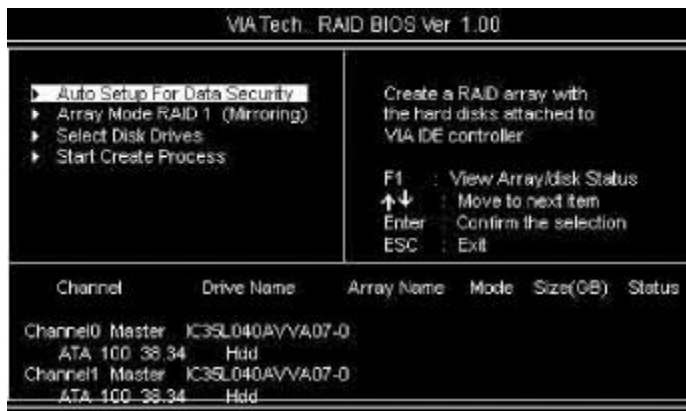 VIA Tech. RAID BIOS Ver 1.00
Auto Setup For Data Security
Array Mode RAID 1 (Mirroring)
Select Disk Drives
Start Create Process
Create a RAID array with
the hard disks attached to
VIA IDE controller
F1 : View Array/disk Status
↑↓ : Move to next item
Enter : Confirm the selection
ESC : Exit
Channel Drive Name Array Name Mode Size(GB) Status
Channel0 Master IC35L040AVVA07-0
ATA 100 38.34 Hdd
Channel1 Master IC35L040AVVA07-0
ATA 100 38.34 Hdd